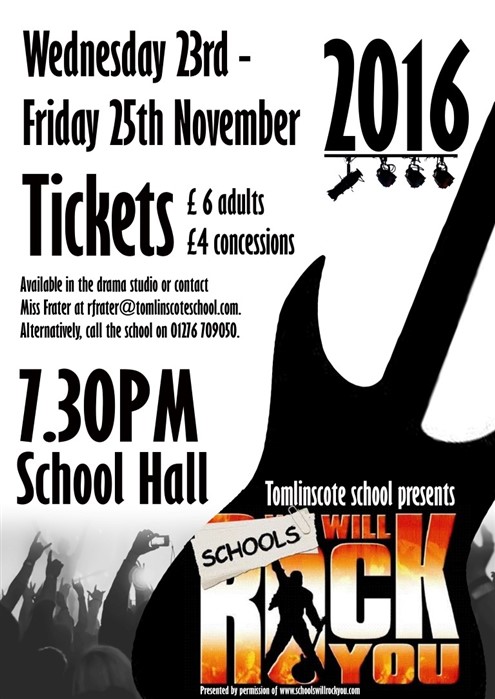 Wednesday 23rd -
Friday 25th November
2016
Tickets
£ 6 adults
£4 concessions
Available in the drama studio or contact
Miss Frater at rfrater@tomlinscoteschool.com.
Alternatively, call the school on 01276 709050.
7.30PM
School Hall
Tomlinscote school presents
SCHOOLS
WILL
ROCK
YOU
Presented by permission of www.schoolswillrockyou.com